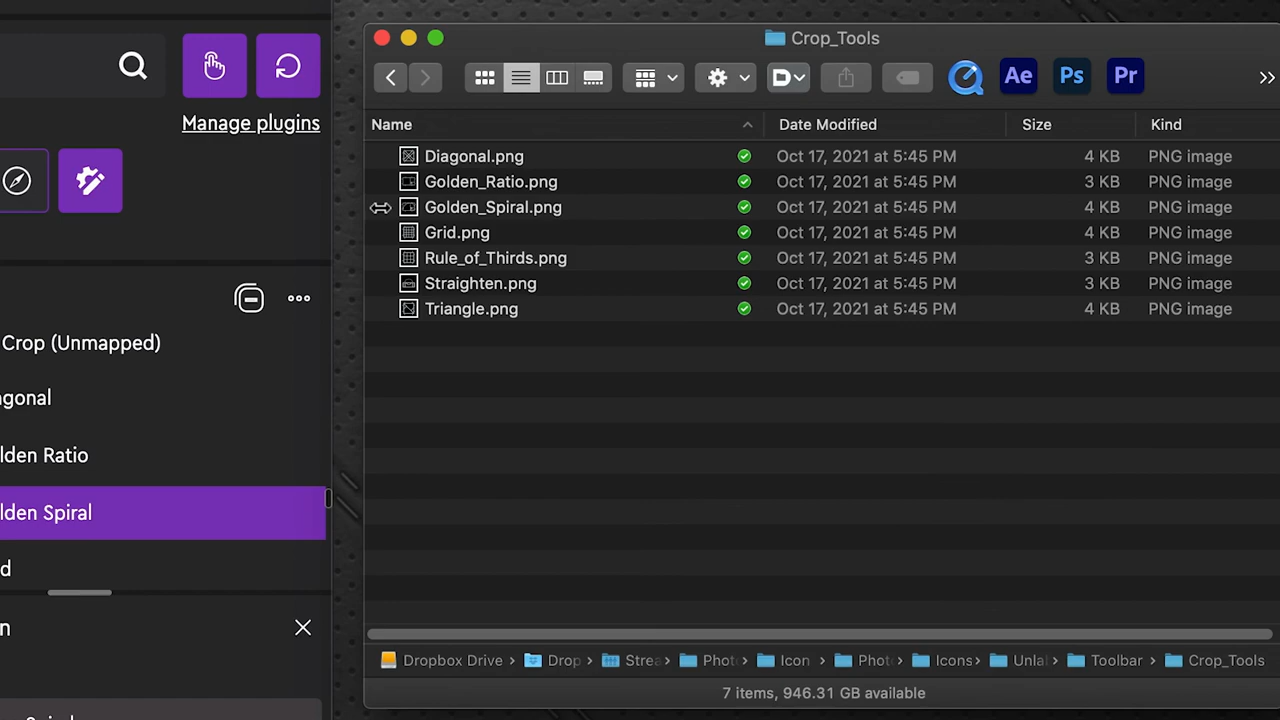 Manage plugins
Crop (Unmapped)
agonal
lden Ratio
lden Spiral
d
n
Crop_Tools
D
Ae
Ps
Pr
Name Date Modified Size Kind
Diagonal.png Oct 17, 2021 at 5:45 PM 4 KB PNG image
Golden_Ratio.png Oct 17, 2021 at 5:45 PM 3 KB PNG image
Golden_Spiral.png Oct 17, 2021 at 5:45 PM 4 KB PNG image
Grid.png Oct 17, 2021 at 5:45 PM 4 KB PNG image
Rule_of_Thirds.png Oct 17, 2021 at 5:45 PM 3 KB PNG image
Straighten.png Oct 17, 2021 at 5:45 PM 3 KB PNG image
Triangle.png Oct 17, 2021 at 5:45 PM 4 KB PNG image
Dropbox Drive › Drop › Strea › Phot › Icon › Phot › Icons › Unla › Toolbar › Crop_Tools
7 items, 946.31 GB available